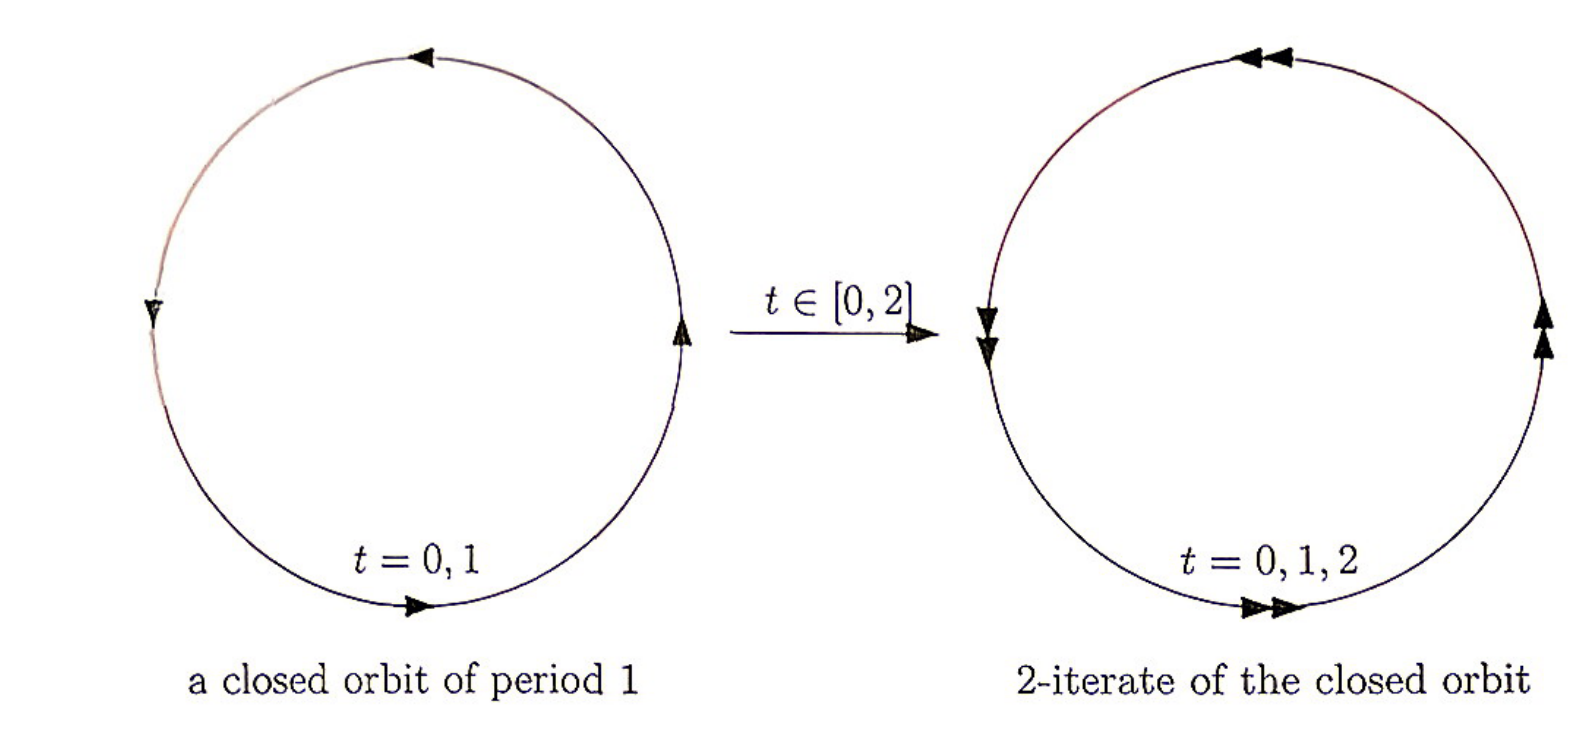 t ∈ [0, 2]
t = 0, 1
t = 0, 1, 2
a closed orbit of period 1
2-iterate of the closed orbit